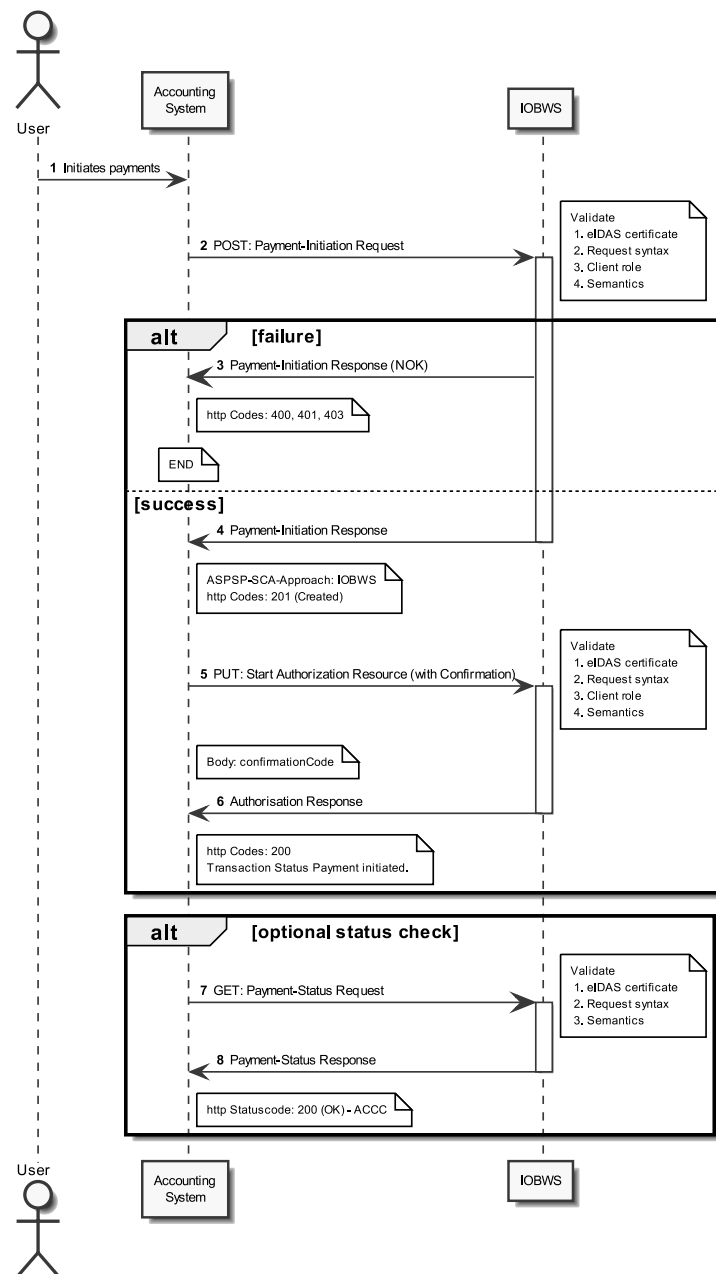 Accounting
System
IOBWS
User
1 Initiates payments
Validate
1. eIDAS certificate
2. Request syntax
3. Client role
4. Semantics
2 POST: Payment-Initiation Request
alt [failure]
3 Payment-Initiation Response (NOK)
http Codes: 400, 401, 403
END
[success]
4 Payment-Initiation Response
ASPSP-SCA-Approach: IOBWS
http Codes: 201 (Created)
Validate
1. eIDAS certificate
2. Request syntax
3. Client role
4. Semantics
5 PUT: Start Authorization Resource (with Confirmation)
Body: confirmationCode
6 Authorisation Response
http Codes: 200
Transaction Status Payment initiated.
alt [optional status check]
Validate
1. eIDAS certificate
2. Request syntax
3. Semantics
7 GET: Payment-Status Request
8 Payment-Status Response
http Statuscode: 200 (OK) - ACCC
User
Accounting
System
IOBWS